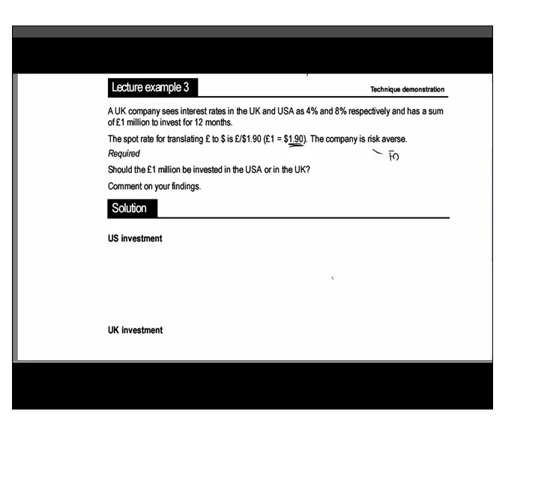 Lecture example 3
Technique demonstration
A UK company sees interest rates in the UK and USA as 4% and 8% respectively and has a sum
of £1 million to invest for 12 months.
The spot rate for translating £ to $ is £/$1.90 (£1 = $1.90). The company is risk averse.
Required
Should the £1 million be invested in the USA or in the UK?
Comment on your findings.
Solution
US investment
UK investment